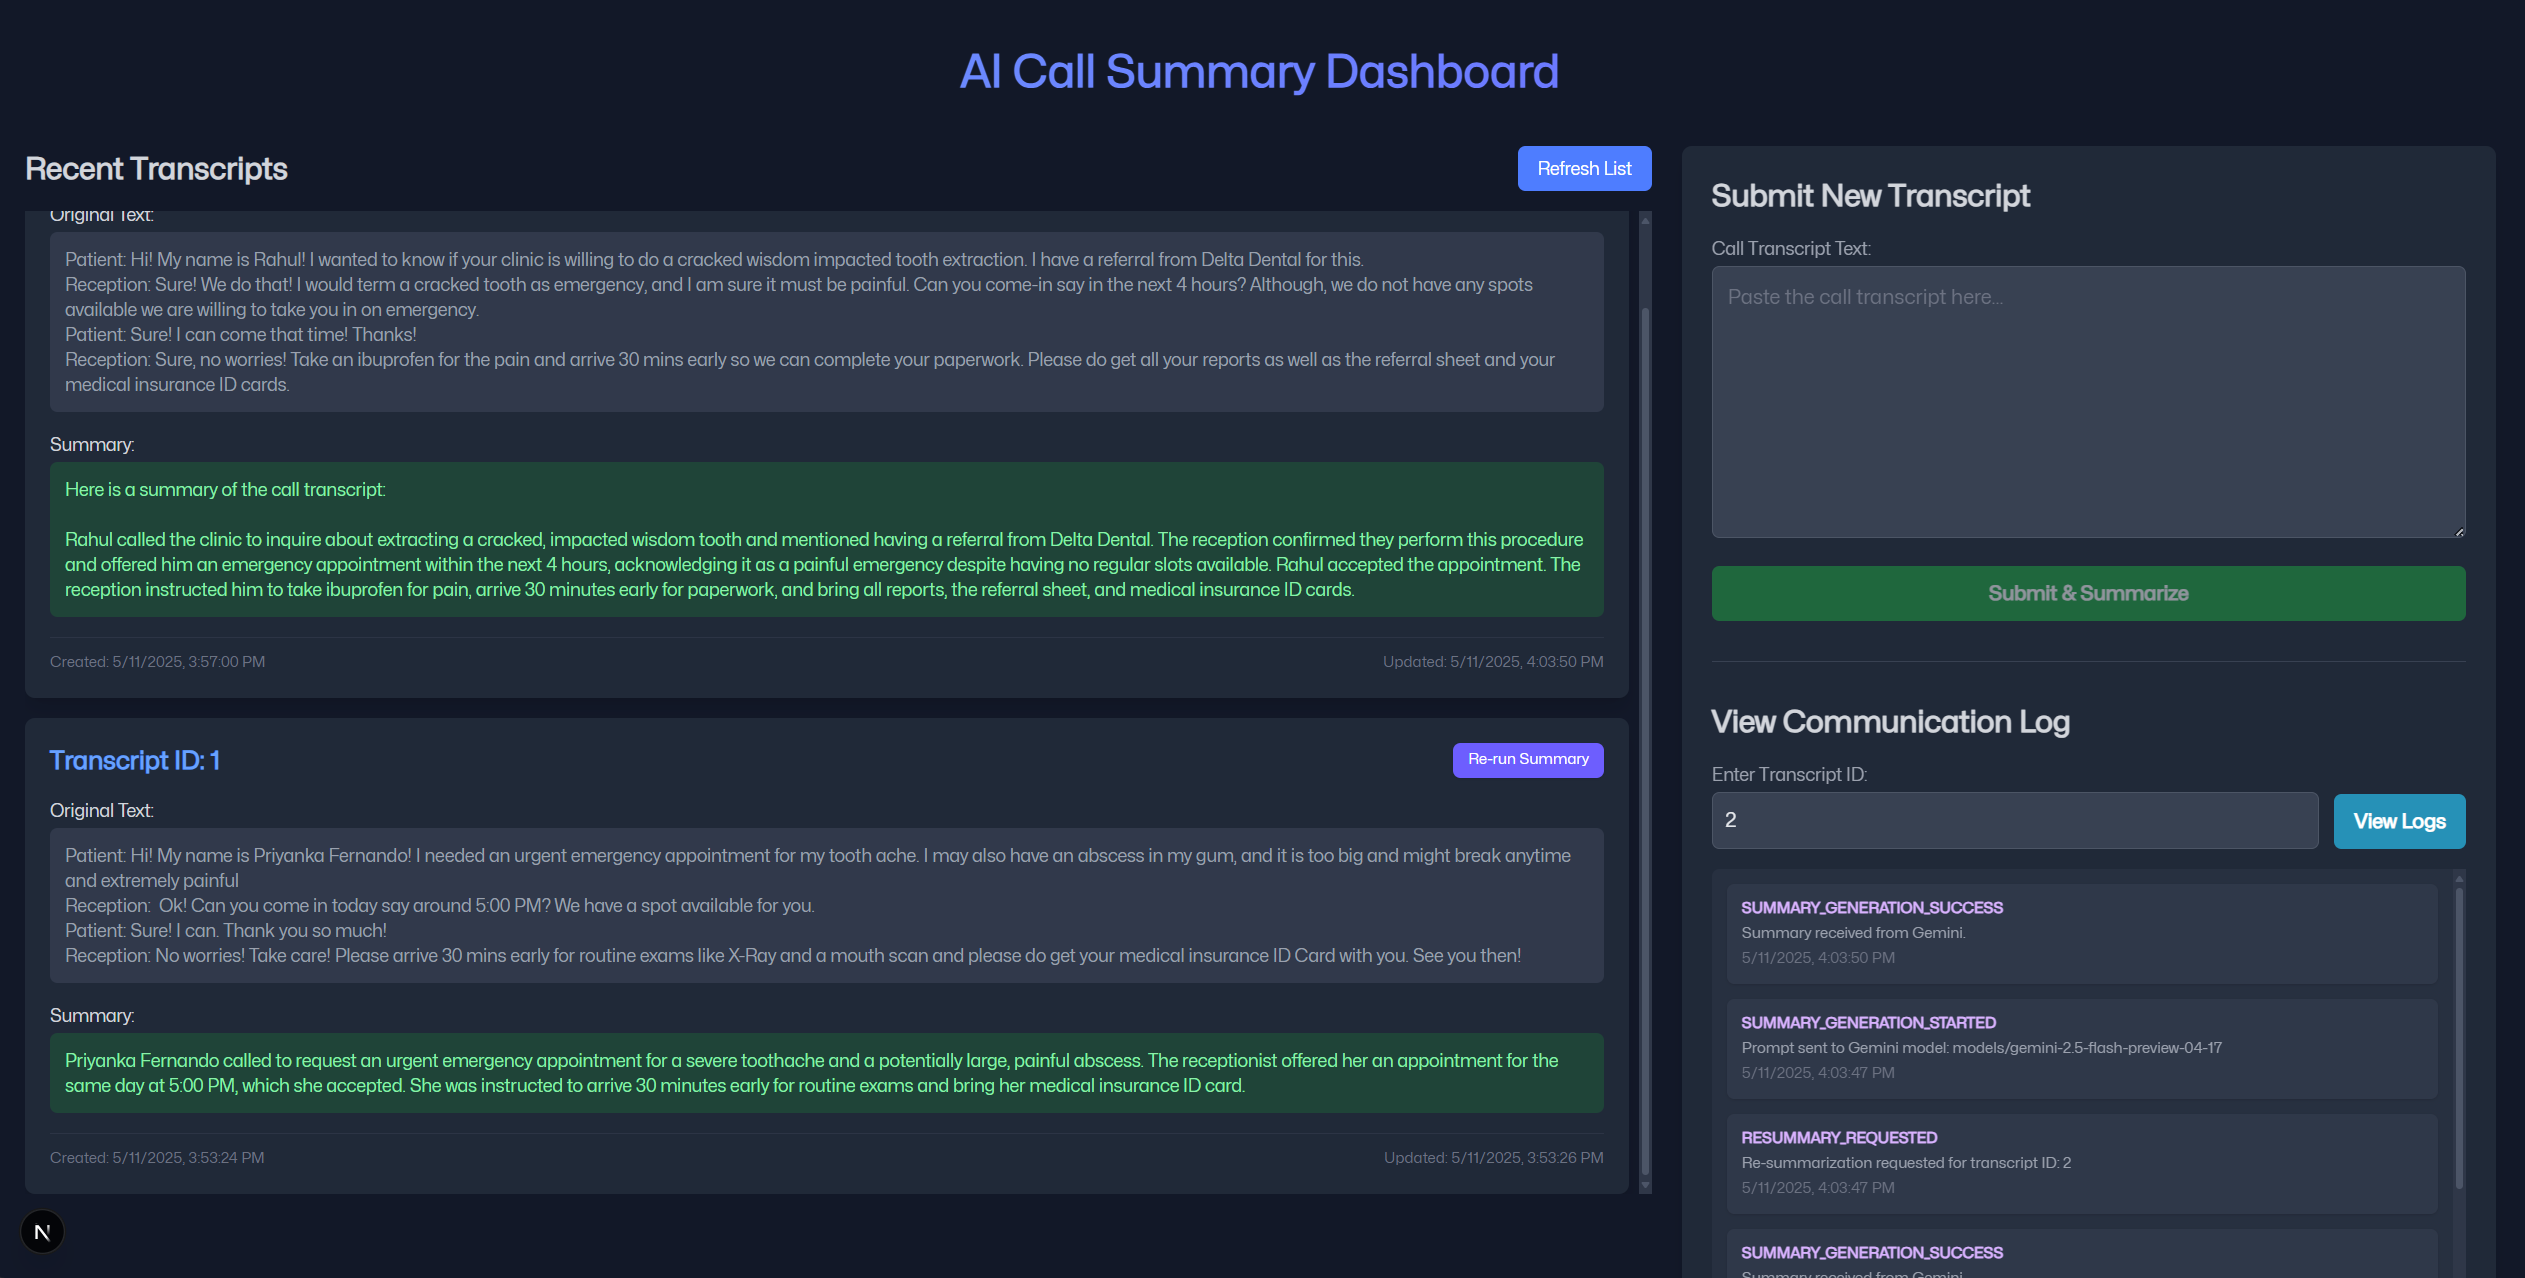 AI Call Summary Dashboard
Recent Transcripts
Refresh List
Original Text:
Patient: Hi! My name is Rahul! I wanted to know if your clinic is willing to do a cracked wisdom impacted tooth extraction. I have a referral from Delta Dental for this.
Reception: Sure! We do that! I would term a cracked tooth as emergency, and I am sure it must be painful. Can you come-in say in the next 4 hours? Although, we do not have any spots
available we are willing to take you in on emergency.
Patient: Sure! I can come that time! Thanks!
Reception: Sure, no worries! Take an ibuprofen for the pain and arrive 30 mins early so we can complete your paperwork. Please do get all your reports as well as the referral sheet and your
medical insurance ID cards.
Summary:
Here is a summary of the call transcript:
Rahul called the clinic to inquire about extracting a cracked, impacted wisdom tooth and mentioned having a referral from Delta Dental. The reception confirmed they perform this procedure
and offered him an emergency appointment within the next 4 hours, acknowledging it as a painful emergency despite having no regular slots available. Rahul accepted the appointment. The
reception instructed him to take ibuprofen for pain, arrive 30 minutes early for paperwork, and bring all reports, the referral sheet, and medical insurance ID cards.
Created: 5/11/2025, 3:57:00 PM
Updated: 5/11/2025, 4:03:50 PM
Transcript ID: 1
Re-run Summary
Original Text:
Patient: Hi! My name is Priyanka Fernando! I needed an urgent emergency appointment for my tooth ache. I may also have an abscess in my gum, and it is too big and might break anytime
and extremely painful
Reception:  Ok! Can you come in today say around 5:00 PM? We have a spot available for you.
Patient: Sure! I can. Thank you so much!
Reception: No worries! Take care! Please arrive 30 mins early for routine exams like X-Ray and a mouth scan and please do get your medical insurance ID Card with you. See you then!
Summary:
Priyanka Fernando called to request an urgent emergency appointment for a severe toothache and a potentially large, painful abscess. The receptionist offered her an appointment for the
same day at 5:00 PM, which she accepted. She was instructed to arrive 30 minutes early for routine exams and bring her medical insurance ID card.
Created: 5/11/2025, 3:53:24 PM
Updated: 5/11/2025, 3:53:26 PM
N
Submit New Transcript
Call Transcript Text:
Paste the call transcript here...
Submit & Summarize
View Communication Log
Enter Transcript ID:
2
View Logs
SUMMARY_GENERATION_SUCCESS
Summary received from Gemini.
5/11/2025, 4:03:50 PM
SUMMARY_GENERATION_STARTED
Prompt sent to Gemini model: models/gemini-2.5-flash-preview-04-17
5/11/2025, 4:03:47 PM
RESUMMARY_REQUESTED
Re-summarization requested for transcript ID: 2
5/11/2025, 4:03:47 PM
SUMMARY_GENERATION_SUCCESS
Summary received from Gemini.